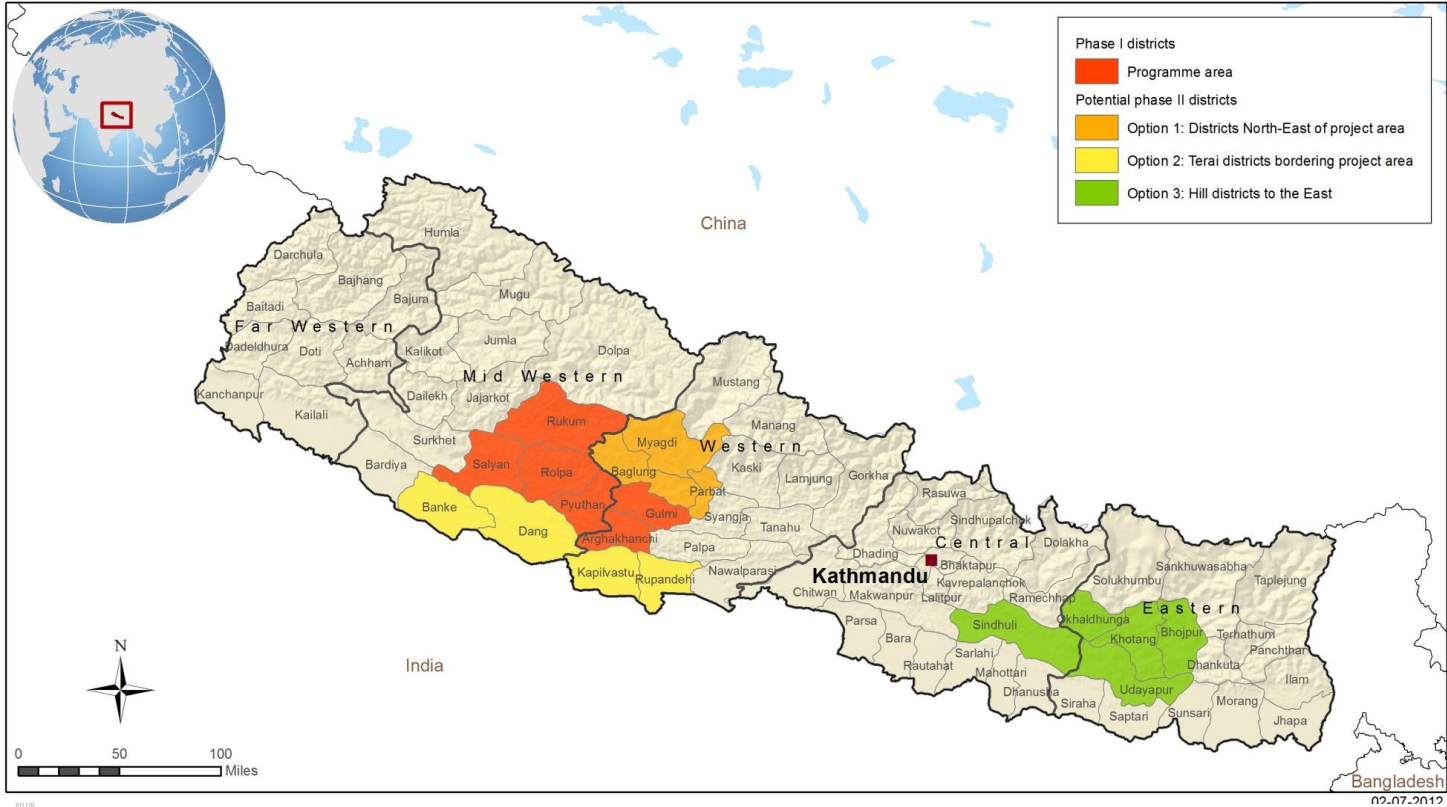 Phase I districts
Programme area
Potential phase II districts
Option 1: Districts North-East of project area
Option 2: Terai districts bordering project area
Option 3: Hill districts to the East
China
Humla
Darchula
Bajhang
Bajura
Mugu
Baitadi
Far Western
Dadeldhura
Doti
Achham
Kalikot
Jumla
Dolpa
Mid Western
Mustang
Kanchanpur
Kailali
Dailekh
Jajarkot
Rukum
Manang
Surkhet
Myagdi
Western
Bardiya
Salyan
Rolpa
Baglung
Kaski
Lamjung
Gorkha
Parbat
Rasuwa
Banke
Pyuthan
Gulmi
Syangja
Tanahu
Nuwakot
Sindhupalchok
Dang
Arghakhanchi
Palpa
Central
Dolakha
Dhading
Bhaktapur
Kapilvastu
Rupandehi
Nawalparasi
Kathmandu
Kavrepalanchok
Chitwan
Makwanpur
Lalitpur
Ramechhap
Solukhumbu
Sankhuwasabha
Taplejung
Eastern
Okhaldhunga
Parsa
Sindhuli
Khotang
Bhojpur
Terhathum
Bara
Panchthar
Rautahat
Sarlahi
Dhankuta
Mahottari
Ilam
Dhanusha
Udayapur
Siraha
Saptari
Sunsari
Morang
Jhapa
India
N
0 50 100
Miles
Bangladesh
02-07-2012